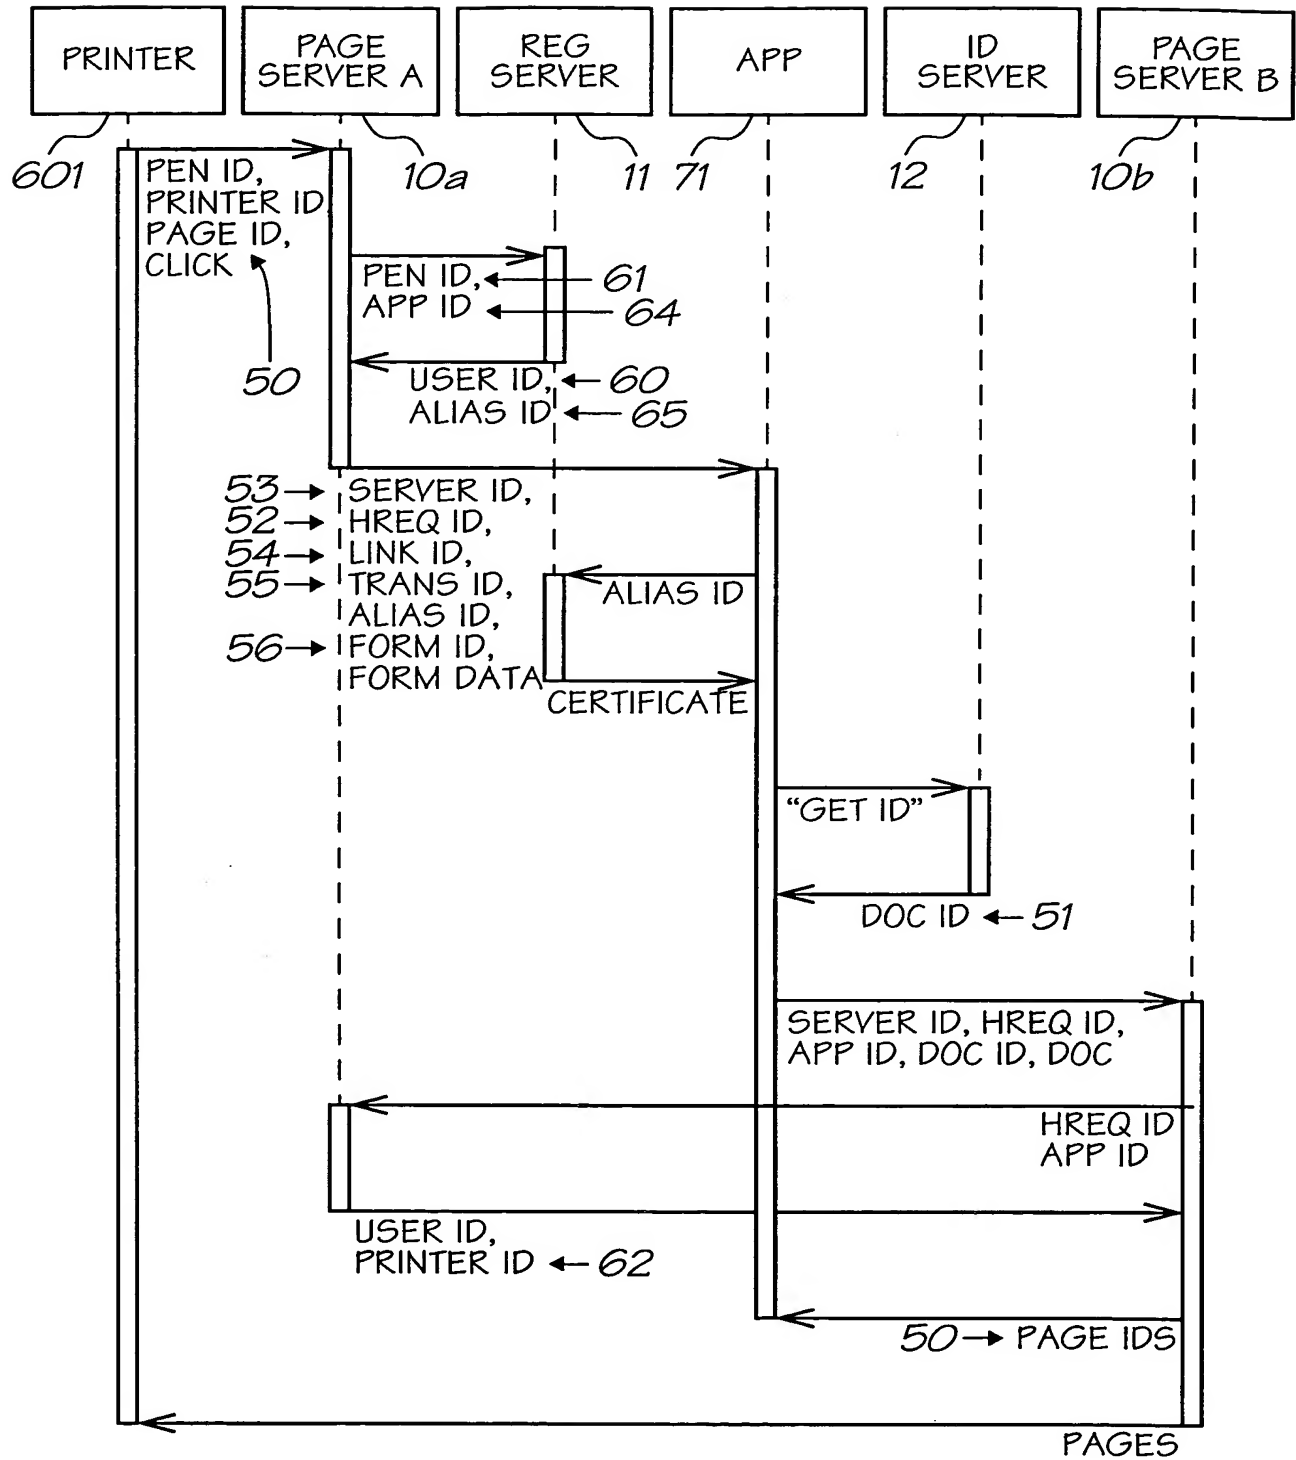 PRINTER
PAGE
SERVER A
REG
SERVER
APP
ID
SERVER
PAGE
SERVER B
601
10a
11
71
12
10b
PEN ID,
PRINTER ID
PAGE ID,
CLICK
50
PEN ID,
61
APP ID
64
USER ID,
60
ALIAS ID
65
53
SERVER ID,
52
HREQ ID,
54
LINK ID,
55
TRANS ID,
ALIAS ID,
56
FORM ID,
FORM DATA
ALIAS ID
CERTIFICATE
“GET ID”
DOC ID
51
SERVER ID, HREQ ID,
APP ID, DOC ID, DOC
HREQ ID
APP ID
USER ID,
PRINTER ID
62
50
PAGE IDS
PAGES